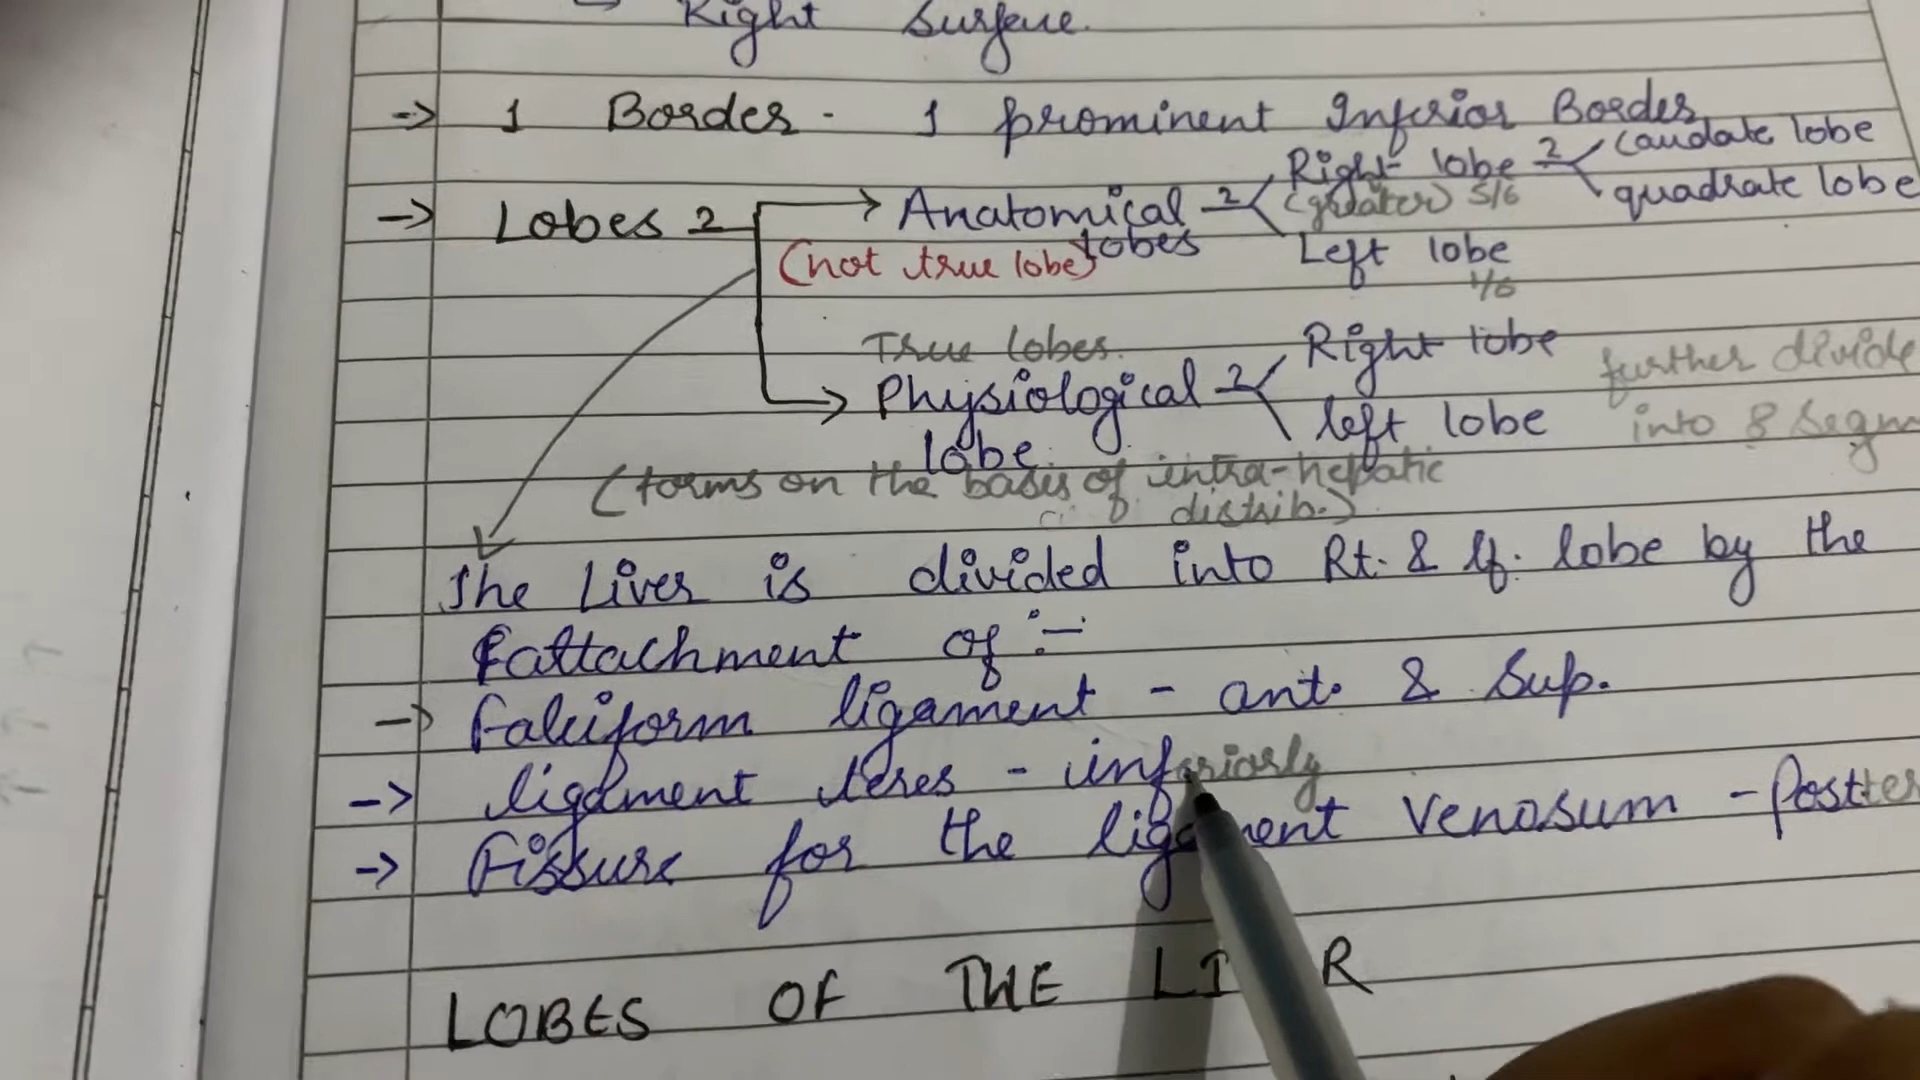 Right Surface.
-> 1 Border - 1 prominent Inferior Border
-> Lobes 2 -> Anatomical lobes 2 Right lobe 2 Caudate lobe
(greater) 5/6 quadrate lobe
(not true lobe) Left lobe
1/6
True lobes.
Physiological lobe 2 Right lobe further divide
left lobe into 8 Segm
(forms on the basis of intra-hepatic
distrib.)
The Liver is divided into Rt. & lf. lobe by the
attachment of :-
-> falciform ligament - ant. & Sup.
-> ligament teres - inferiorly
-> Fissure for the ligament venosum - Poster
LOBES OF THE